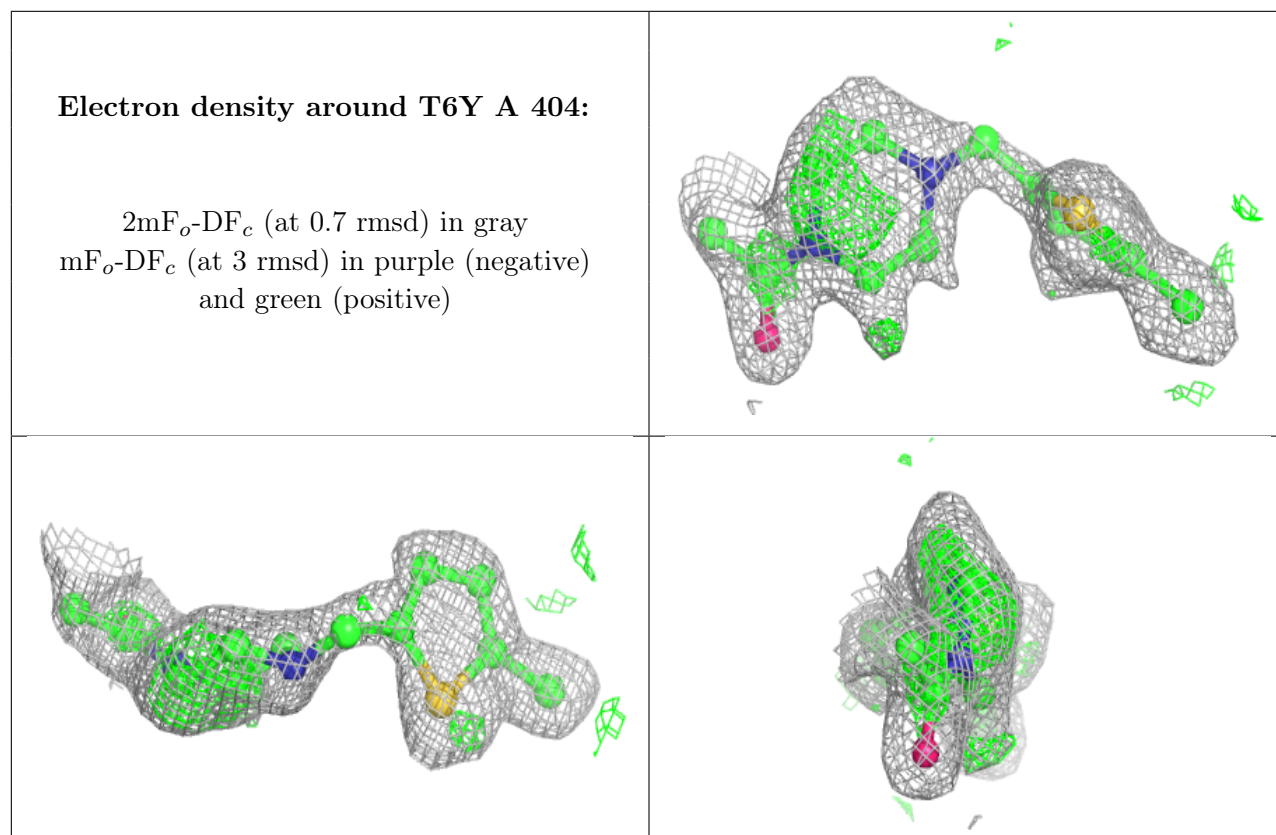 Electron density around T6Y A 404:
2mFo-DFc (at 0.7 rmsd) in gray
mFo-DFc (at 3 rmsd) in purple (negative)
and green (positive)